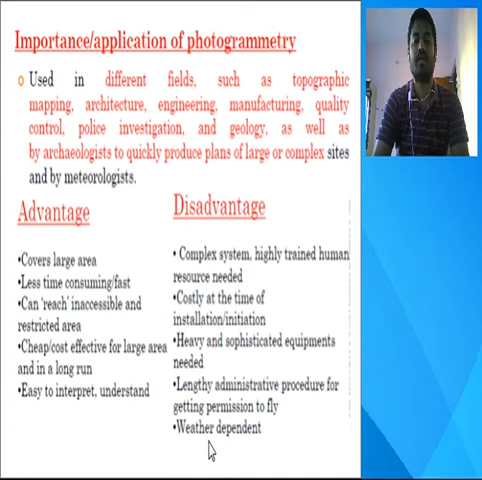 Importance/application of photogrammetry
Used in different fields, such as topographic
mapping, architecture, engineering, manufacturing, quality
control, police investigation, and geology, as well as
by archaeologists to quickly produce plans of large or complex sites
and by meteorologists.
Advantage
•Covers large area
•Less time consuming/fast
•Can 'reach' inaccessible and
restricted area
•Cheap/cost effective for large area
and in a long run
•Easy to interpret, understand
Disadvantage
•Complex system, highly trained human
resource needed
•Costly at the time of
installation/initiation
•Heavy and sophisticated equipments
needed
•Lengthy administrative procedure for
getting permission to fly
•Weather dependent